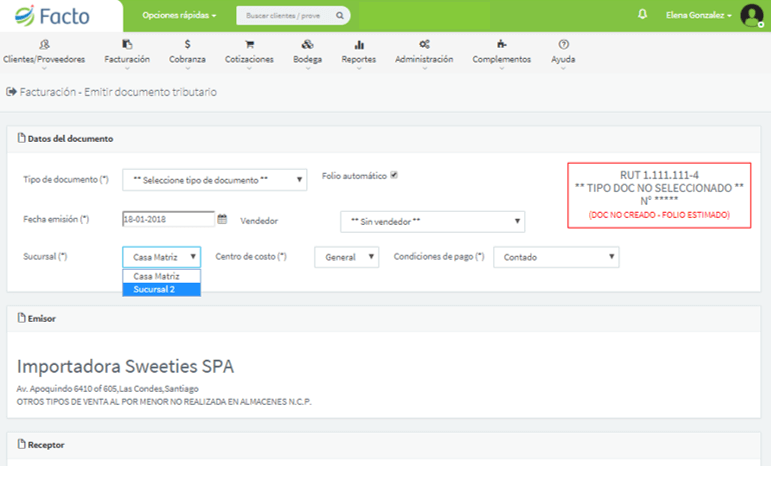 Facto
Opciones rápidas
Buscar clientes / prove
Elena Gonzalez
Clientes/Proveedores
Facturación
Cobranza
Cotizaciones
Bodega
Reportes
Administración
Complementos
Ayuda
Facturación - Emitir documento tributario
Datos del documento
Tipo de documento (*)
** Seleccione tipo de documento **
Folio automático
RUT 1.111.111-4
** TIPO DOC NO SELECCIONADO **
N° *****
(DOC NO CREADO - FOLIO ESTIMADO)
Fecha emisión (*)
18-01-2018
Vendedor
** Sin vendedor **
Sucursal (*)
Casa Matriz
Centro de costo (*)
General
Condiciones de pago (*)
Contado
Casa Matriz
Sucursal 2
Emisor
Importadora Sweeties SPA
Av. Apoquindo 6410 of 605,Las Condes,Santiago
OTROS TIPOS DE VENTA AL POR MENOR NO REALIZADA EN ALMACENES N.C.P.
Receptor